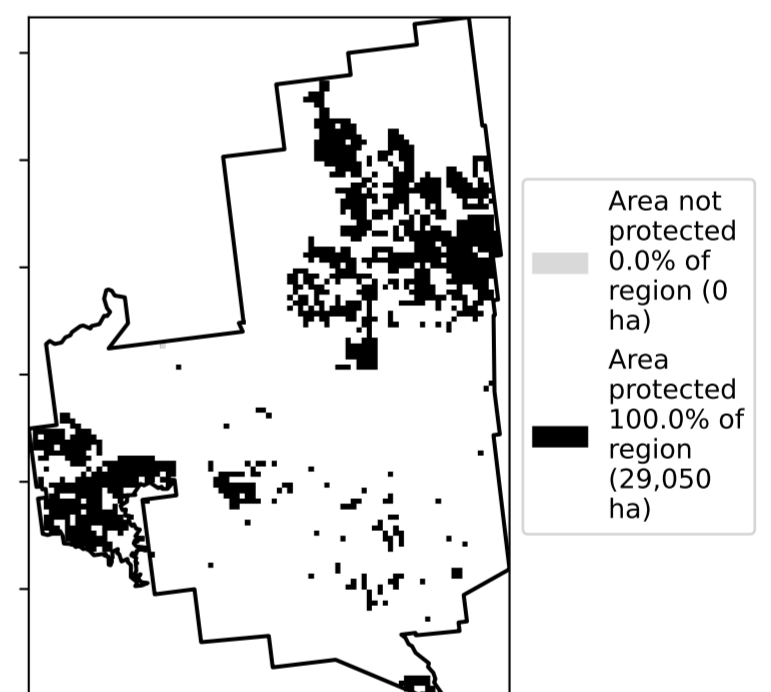 Area not
protected
0.0% of
region (0
ha)
Area
protected
100.0% of
region
(29,050
ha)